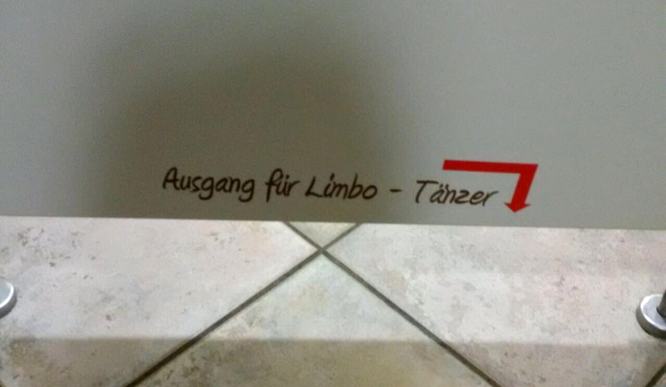 Ausgang für Limbo - Tänzer